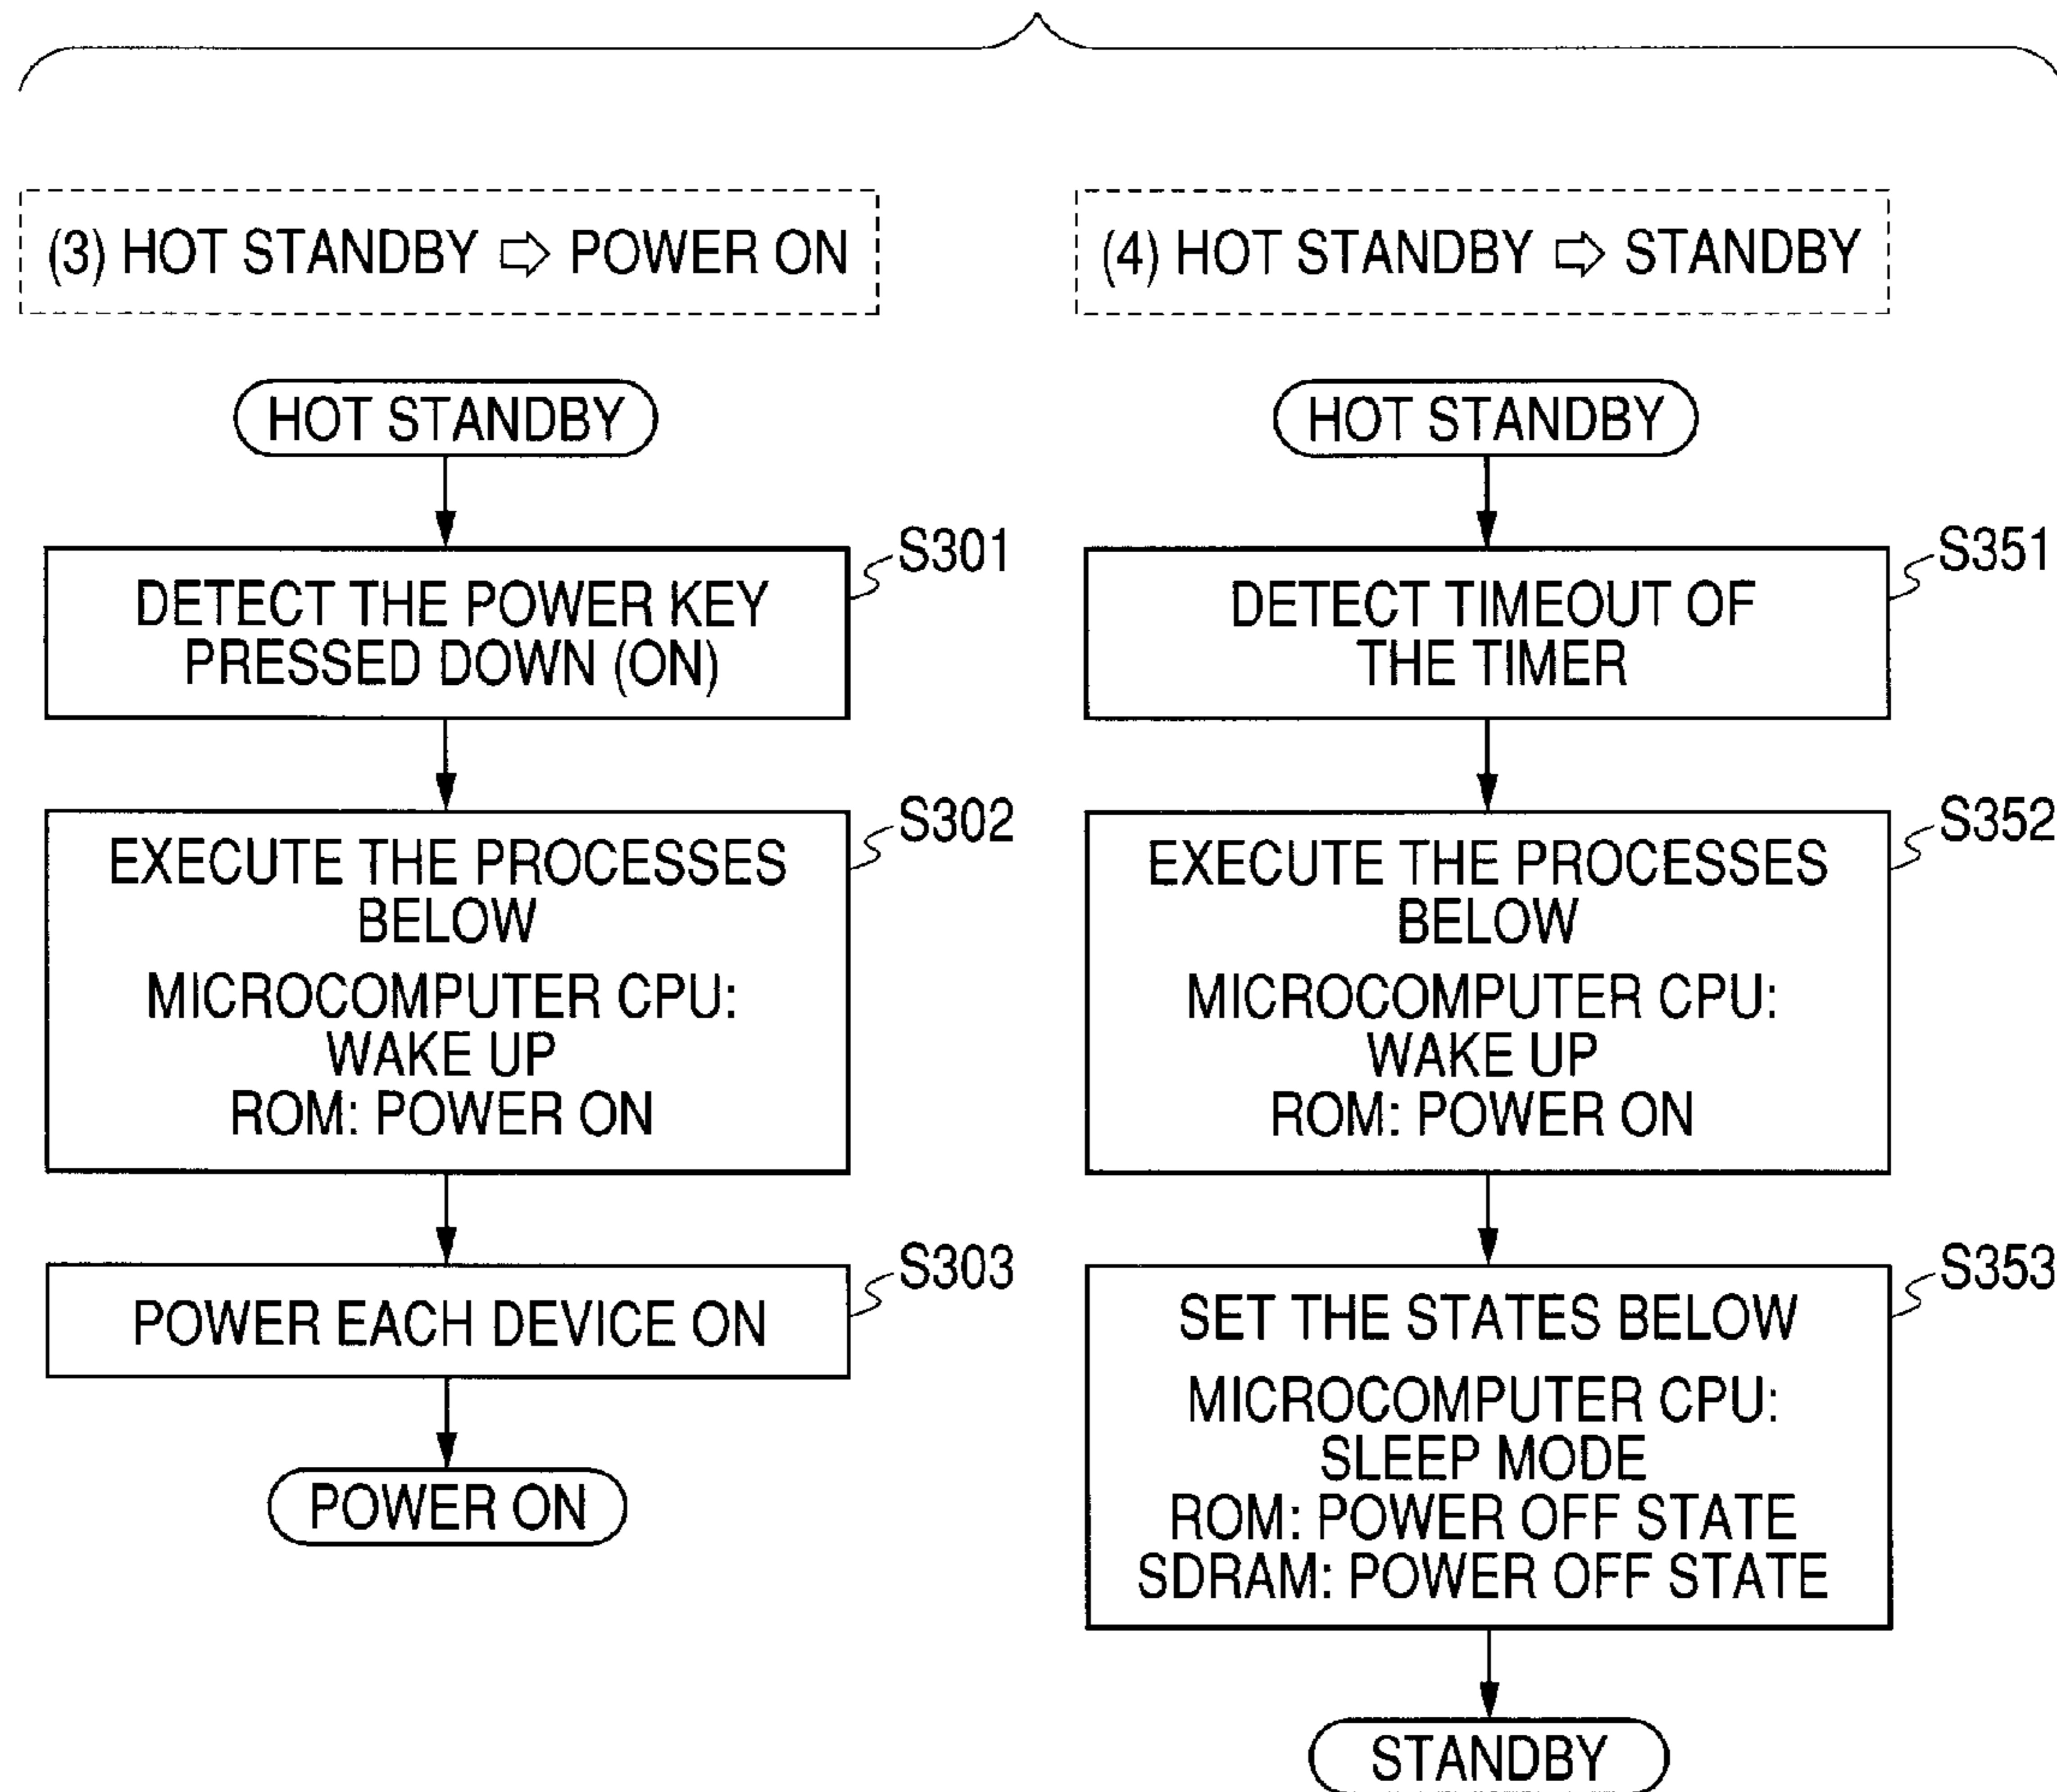 (3) HOT STANDBY ⇨ POWER ON
HOT STANDBY
DETECT THE POWER KEY
PRESSED DOWN (ON)
S301
EXECUTE THE PROCESSES
BELOW
MICROCOMPUTER CPU:
WAKE UP
ROM: POWER ON
S302
POWER EACH DEVICE ON
S303
POWER ON
(4) HOT STANDBY ⇨ STANDBY
HOT STANDBY
DETECT TIMEOUT OF
THE TIMER
S351
EXECUTE THE PROCESSES
BELOW
MICROCOMPUTER CPU:
WAKE UP
ROM: POWER ON
S352
SET THE STATES BELOW
MICROCOMPUTER CPU:
SLEEP MODE
ROM: POWER OFF STATE
SDRAM: POWER OFF STATE
S353
STANDBY